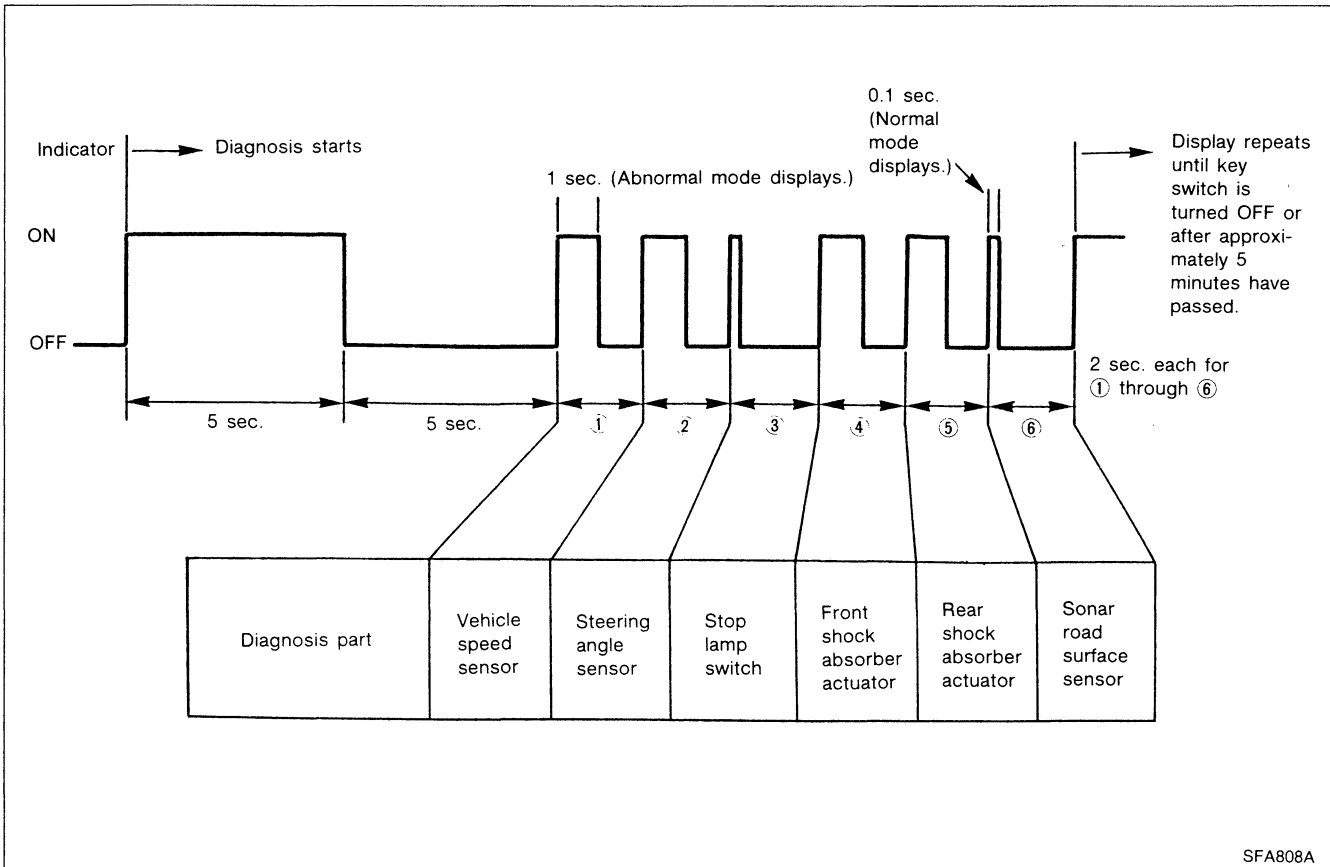 Indicator
Diagnosis starts
0.1 sec.
(Normal
mode
displays.)
1 sec. (Abnormal mode displays.)
Display repeats
until key
switch is
turned OFF or
after approxi-
mately 5
minutes have
passed.
ON
OFF
2 sec. each for
① through ⑥
5 sec.
5 sec.
①
②
③
④
⑤
⑥
Diagnosis part
Vehicle
speed
sensor
Steering
angle
sensor
Stop
lamp
switch
Front
shock
absorber
actuator
Rear
shock
absorber
actuator
Sonar
road
surface
sensor
SFA808A